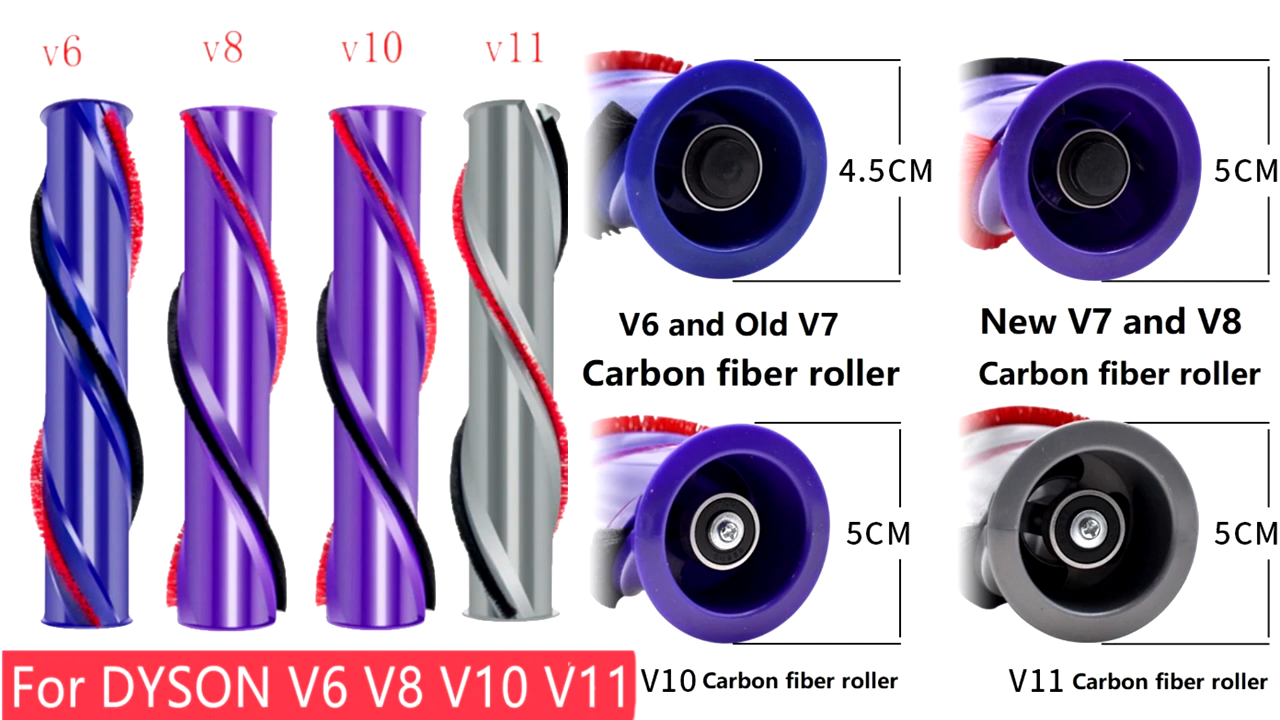 v6
v8
v10
v11
4.5CM
5CM
V6 and Old V7
Carbon fiber roller
New V7 and V8
Carbon fiber roller
5CM
5CM
For DYSON V6 V8 V10 V11
V10 Carbon fiber roller
V11 Carbon fiber roller